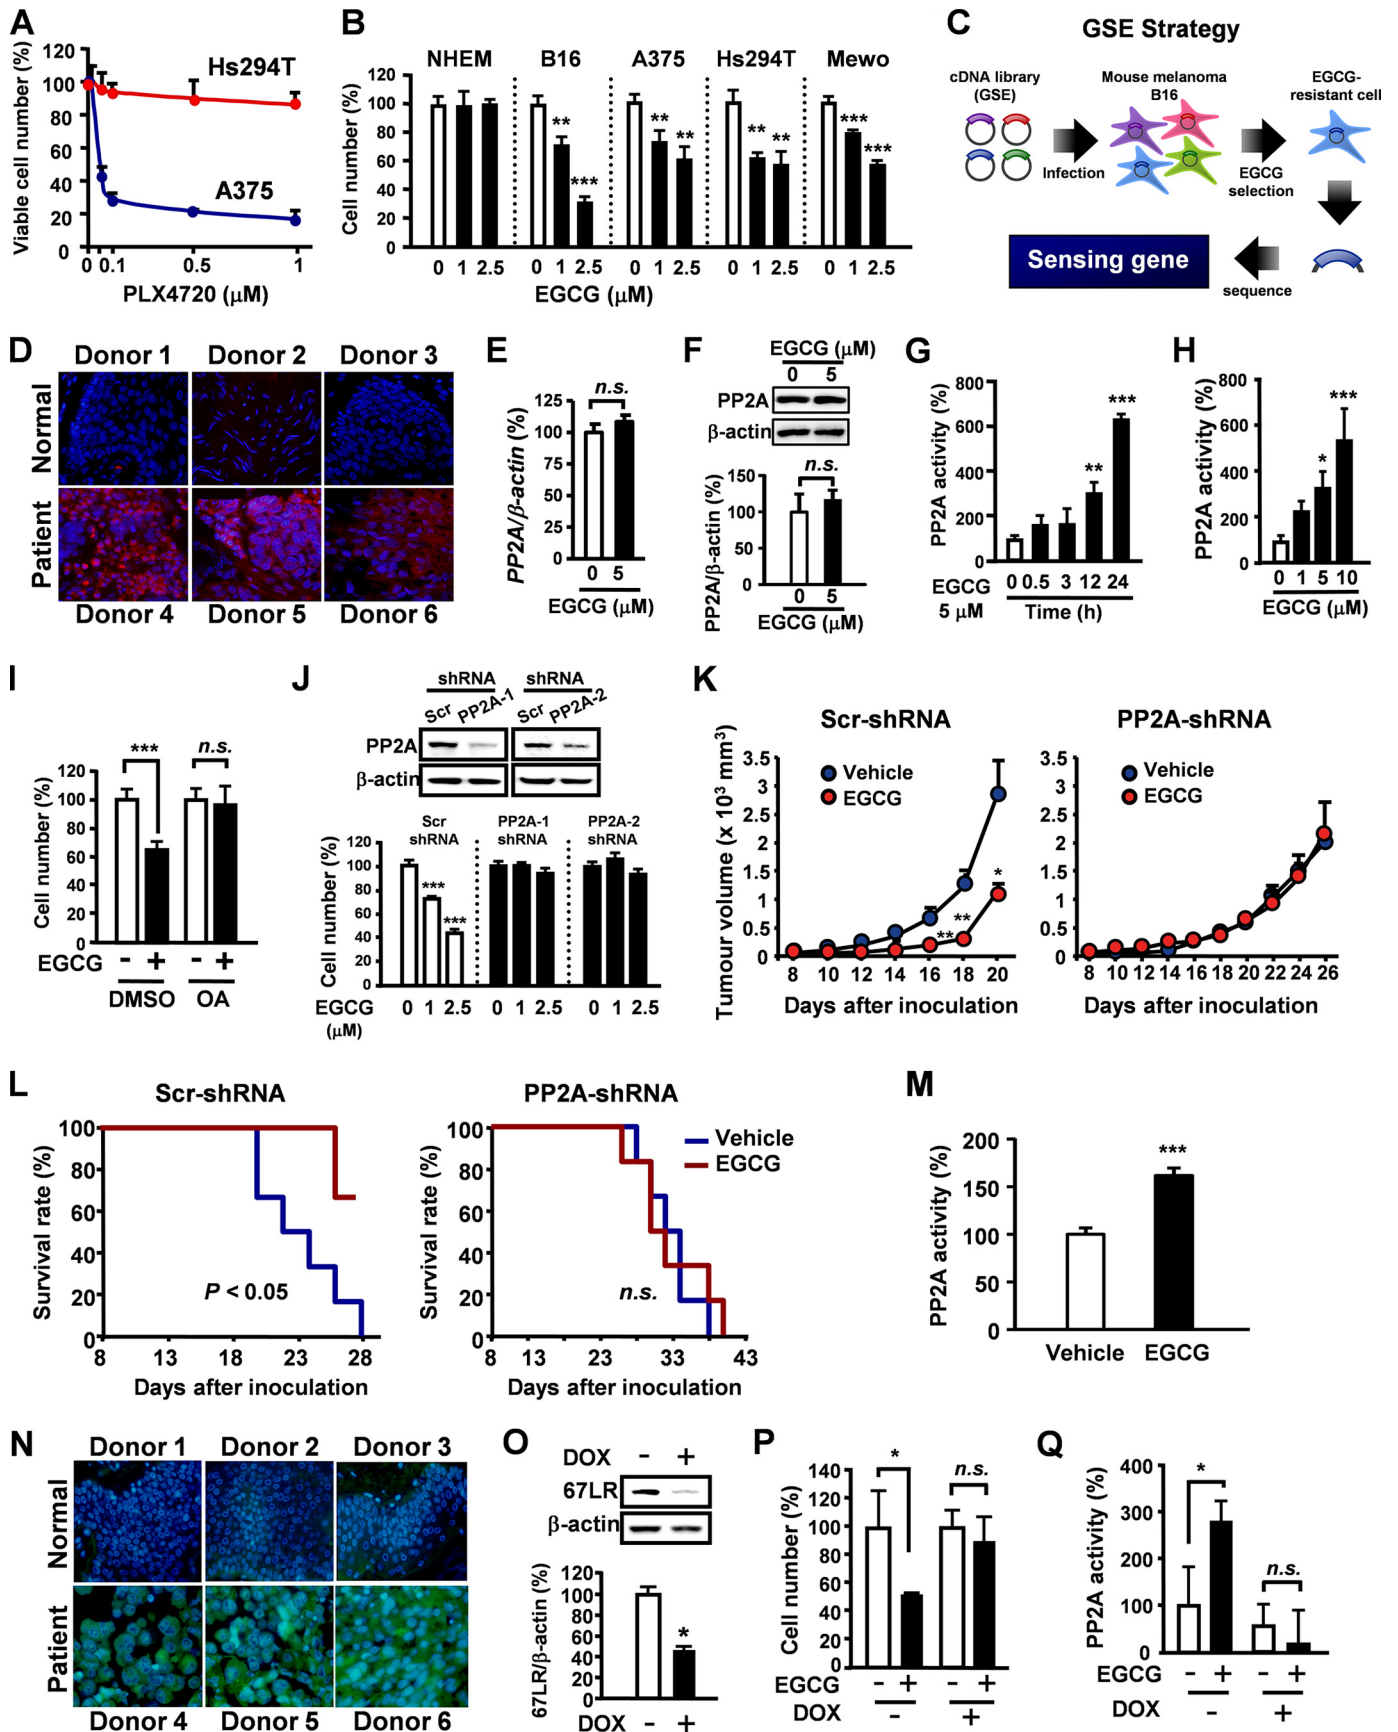 A
Viable cell number (%)
120
100
80
60
40
20
0
Hs294T
A375
0 0.1 0.5 1
PLX4720 (μM)
B
NHEM B16 A375 Hs294T Mewo
Cell number (%)
120
100
80
60
40
20
0
** *** ** ** ** ** *** ***
0 1 2.5 0 1 2.5 0 1 2.5 0 1 2.5 0 1 2.5
EGCG (μM)
C
GSE Strategy
cDNA library
(GSE)
Mouse melanoma
B16
EGCG-
resistant cell
Infection
EGCG
selection
Sensing gene
sequence
D
Donor 1 Donor 2 Donor 3
Normal
Patient
Donor 4 Donor 5 Donor 6
E
n.s.
PP2A/β-actin (%)
125
100
75
50
25
0
0 5
EGCG (μM)
F
EGCG (μM)
0 5
PP2A
β-actin
n.s.
PP2A/β-actin (%)
150
100
50
0
0 5
EGCG (μM)
G
PP2A activity (%)
800
600
400
200
0
** ***
EGCG
5 μM
0 0.5 3 12 24
Time (h)
H
PP2A activity (%)
800
600
400
200
0
* ***
0 1 5 10
EGCG (μM)
I
*** n.s.
Cell number (%)
120
100
80
60
40
20
0
EGCG - + - +
DMSO OA
J
shRNA shRNA
Scr PP2A-1 Scr PP2A-2
PP2A
β-actin
Scr
shRNA
PP2A-1
shRNA
PP2A-2
shRNA
Cell number (%)
120
100
80
60
40
20
0
*** ***
EGCG
(μM)
0 1 2.5 0 1 2.5 0 1 2.5
K
Scr-shRNA
Tumour volume (x 10³ mm³)
3.5
3
2.5
2
1.5
1
0.5
0
Vehicle
EGCG
** ** *
8 10 12 14 16 18 20
Days after inoculation
PP2A-shRNA
3.5
3
2.5
2
1.5
1
0.5
0
Vehicle
EGCG
8 10 12 14 16 18 20 22 24 26
Days after inoculation
L
Scr-shRNA
Survival rate (%)
100
80
60
40
20
0
P < 0.05
8 13 18 23 28
Days after inoculation
PP2A-shRNA
Survival rate (%)
100
80
60
40
20
0
Vehicle
EGCG
n.s.
8 13 23 33 43
Days after inoculation
M
PP2A activity (%)
200
150
100
50
0
***
Vehicle EGCG
N
Donor 1 Donor 2 Donor 3
Normal
Patient
Donor 4 Donor 5 Donor 6
O
DOX - +
67LR
β-actin
67LR/β-actin (%)
120
100
80
60
40
20
0
*
DOX - +
P
* n.s.
Cell number (%)
140
120
100
80
60
40
20
0
EGCG - + - +
DOX - +
Q
* n.s.
PP2A activity (%)
400
300
200
100
0
EGCG - + - +
DOX - +